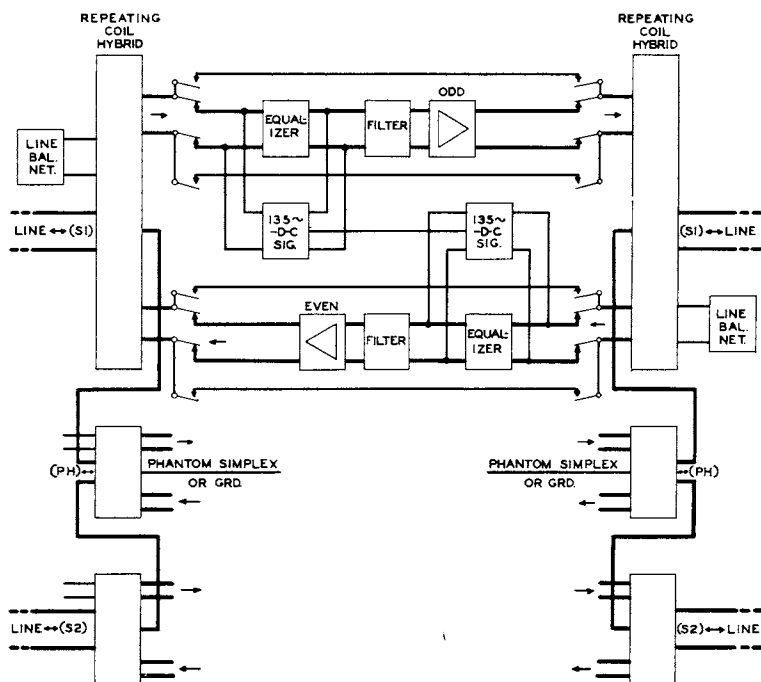 REPEATING
COIL
HYBRID
REPEATING
COIL
HYBRID
ODD
EQUAL-
IZER
FILTER
LINE
BAL.
NET.
135~
-D-C
SIG.
135~
-D-C
SIG.
LINE↔(S1)
(S1)↔LINE
EVEN
FILTER
EQUAL-
IZER
LINE
BAL.
NET.
(PH)↔
PHANTOM SIMPLEX
OR GRD.
PHANTOM SIMPLEX
OR GRD.
↔(PH)
LINE↔(S2)
(S2)↔LINE